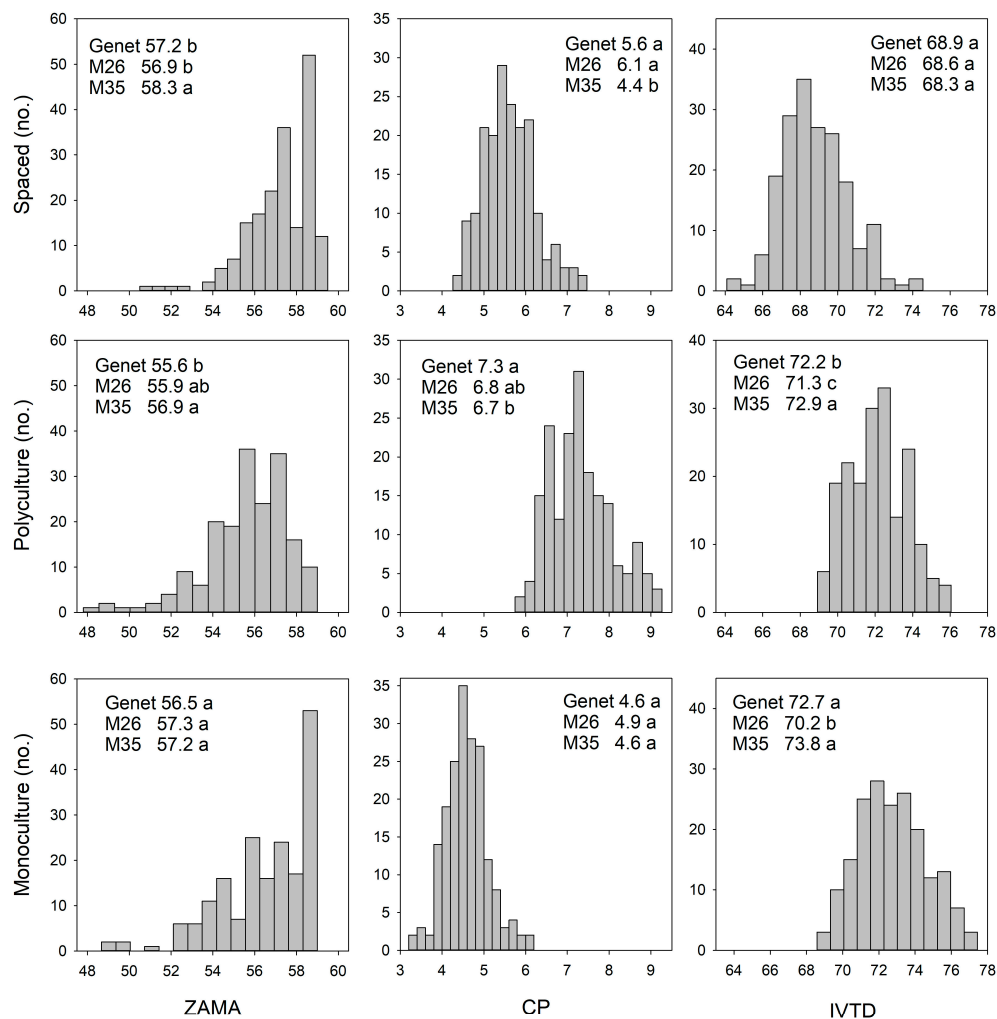 60
50
40
30
20
10
0
Spaced (no.)
Genet 57.2 b
M26 56.9 b
M35 58.3 a
48 50 52 54 56 58 60
35
30
25
20
15
10
5
0
Genet 5.6 a
M26 6.1 a
M35 4.4 b
3 4 5 6 7 8 9
40
30
20
10
0
Genet 68.9 a
M26 68.6 a
M35 68.3 a
64 66 68 70 72 74 76 78
60
50
40
30
20
10
0
Polyculture (no.)
Genet 55.6 b
M26 55.9 ab
M35 56.9 a
48 50 52 54 56 58 60
35
30
25
20
15
10
5
0
Genet 7.3 a
M26 6.8 ab
M35 6.7 b
3 4 5 6 7 8 9
40
30
20
10
0
Genet 72.2 b
M26 71.3 c
M35 72.9 a
64 66 68 70 72 74 76 78
60
50
40
30
20
10
0
Monoculture (no.)
Genet 56.5 a
M26 57.3 a
M35 57.2 a
48 50 52 54 56 58 60
ZAMA
35
30
25
20
15
10
5
0
Genet 4.6 a
M26 4.9 a
M35 4.6 a
3 4 5 6 7 8 9
CP
40
30
20
10
0
Genet 72.7 a
M26 70.2 b
M35 73.8 a
64 66 68 70 72 74 76 78
IVTD